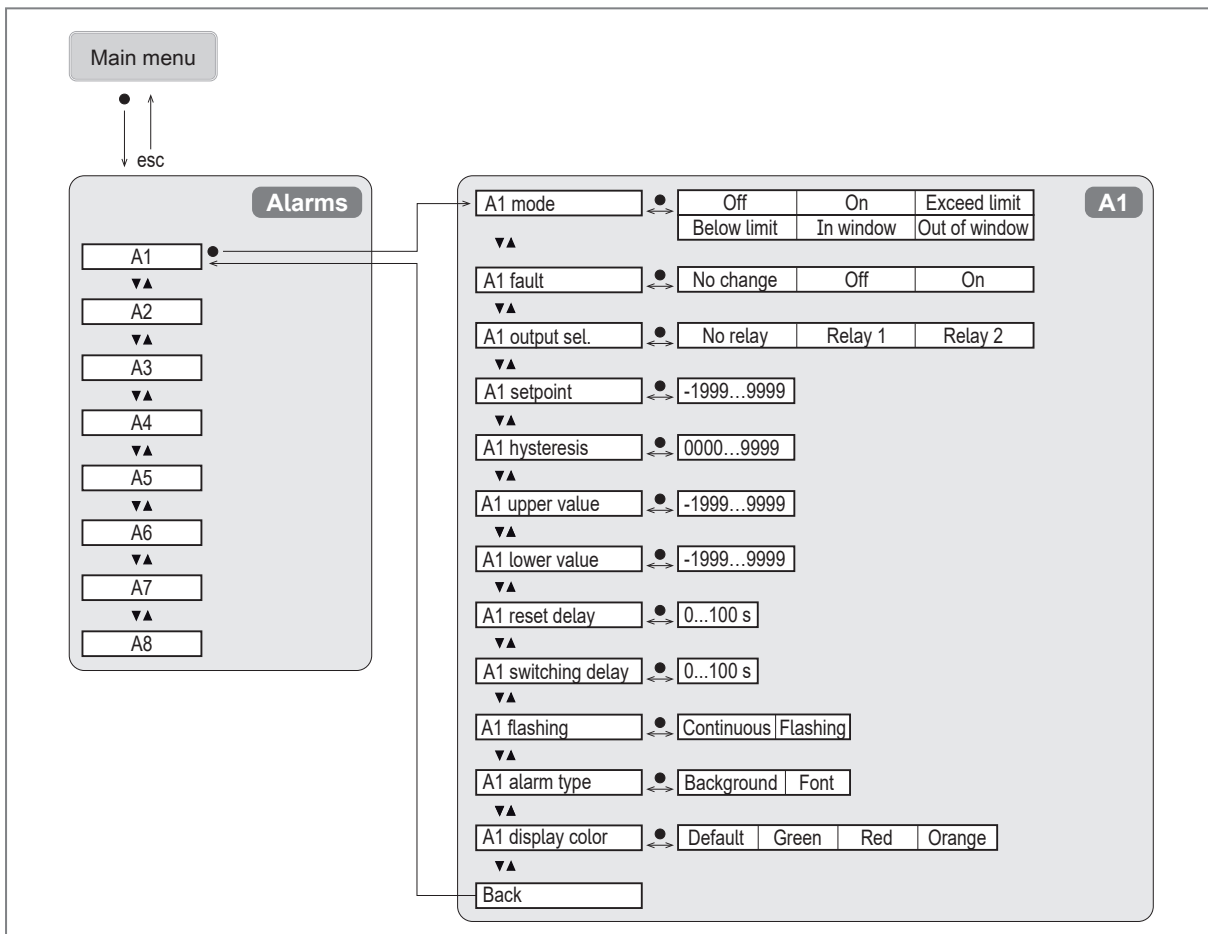 Main menu
esc
Alarms
A1
A2
A3
A4
A5
A6
A7
A8
A1
A1 mode
Off On Exceed limit
Below limit In window Out of window
A1 fault
No change Off On
A1 output sel.
No relay Relay 1 Relay 2
A1 setpoint
-1999…9999
A1 hysteresis
0000…9999
A1 upper value
-1999…9999
A1 lower value
-1999…9999
A1 reset delay
0...100 s
A1 switching delay
0...100 s
A1 flashing
Continuous Flashing
A1 alarm type
Background Font
A1 display color
Default Green Red Orange
Back